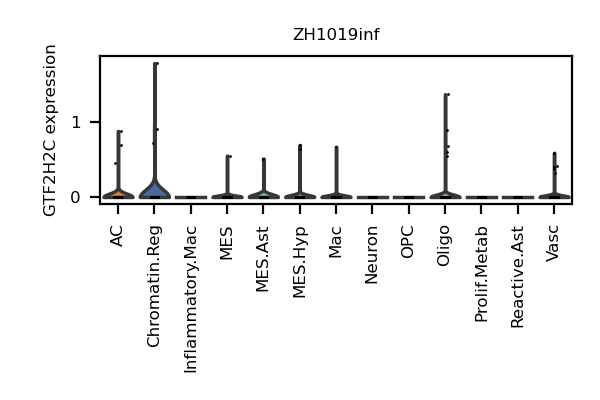 ZH1019inf
GTF2H2C expression
1
0
AC
Chromatin.Reg
Inflammatory.Mac
MES
MES.Ast
MES.Hyp
Mac
Neuron
OPC
Oligo
Prolif.Metab
Reactive.Ast
Vasc